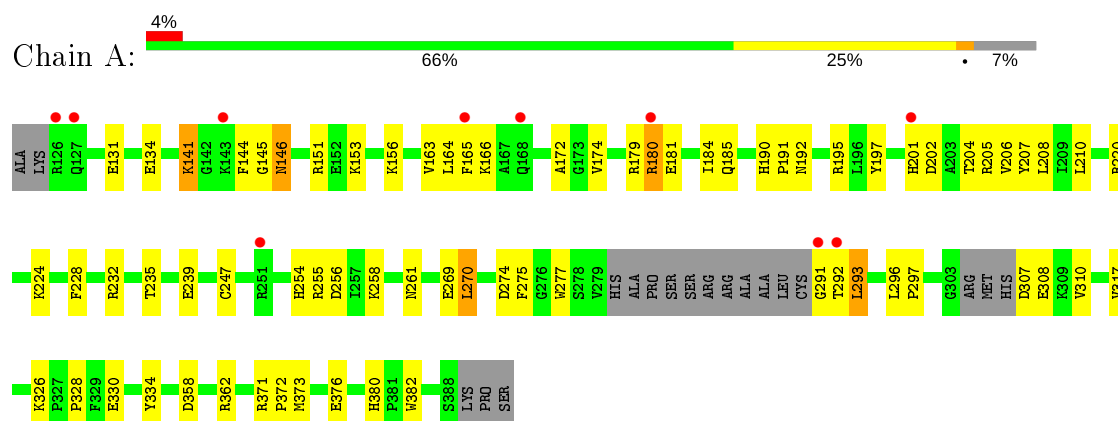 4%
Chain A:
66% 25% • 7%
ALA LYS R126 Q127 E131 E134 K141 G142 K143 F144 G145 N146 R151 E152 K153 K156 V163 L164 F165 K166 A167 Q168 A172 G173 V174 R179 R180 E181 I184 Q185 H190 P191 N192 R195 L196 Y197 H201 D202 A203 T204 R205 V206 Y207 L208 I209 L210 R220
K224 F228 R232 T235 E239 C247 R251 H254 R255 D256 I257 K258 N261 E269 L270 D274 F275 G276 W277 S278 V279 HIS ALA PRO SER SER ARG ARG ALA ALA LEU CYS G291 T292 L293 L296 P297 G303 ARG MET HIS D307 E308 K309 V310 V317
K326 P327 P328 F329 E330 Y334 D358 R362 R371 P372 M373 E376 H380 P381 W382 S388 LYS PRO SER